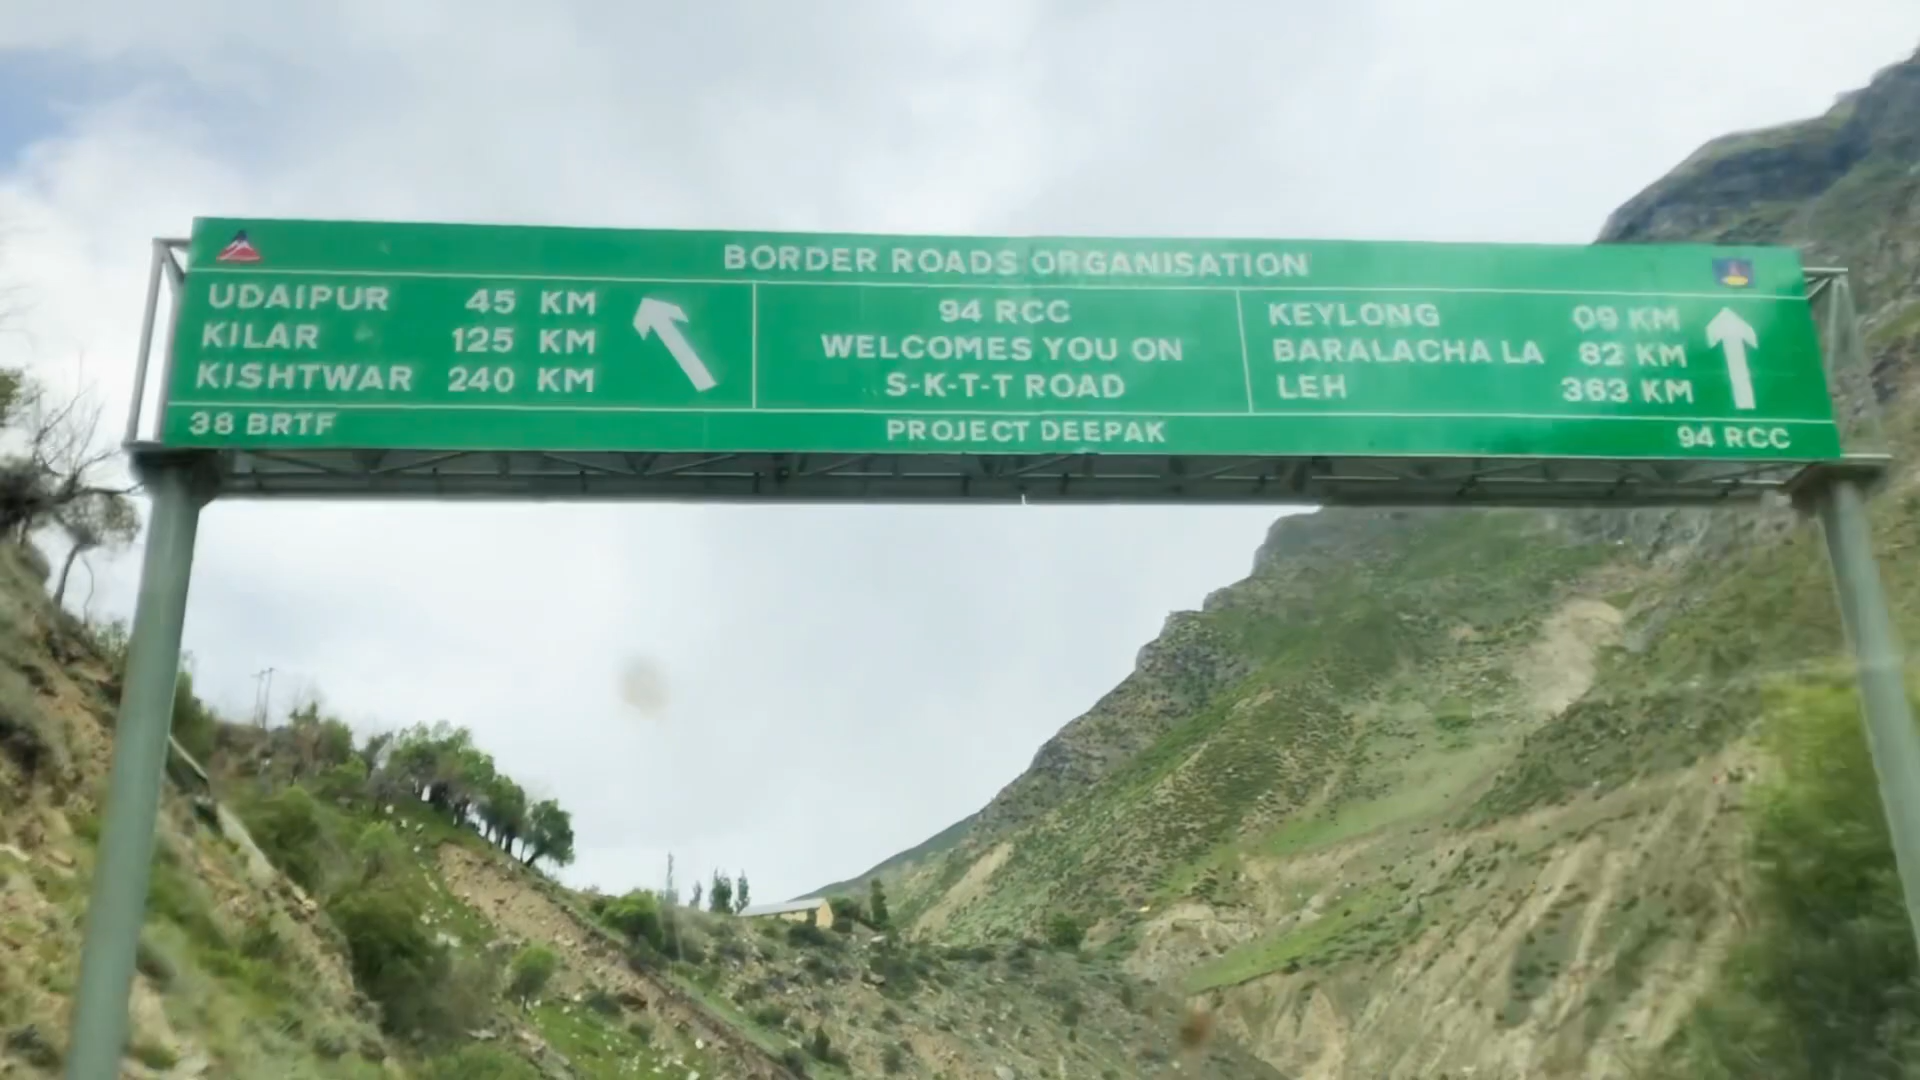 BORDER ROADS ORGANISATION
UDAIPUR 45 KM
KILAR 125 KM
KISHTWAR 240 KM
94 RCC
WELCOMES YOU ON
S-K-T-T ROAD
KEYLONG 09 KM
BARALACHA LA 82 KM
LEH 363 KM
38 BRTF
PROJECT DEEPAK
94 RCC